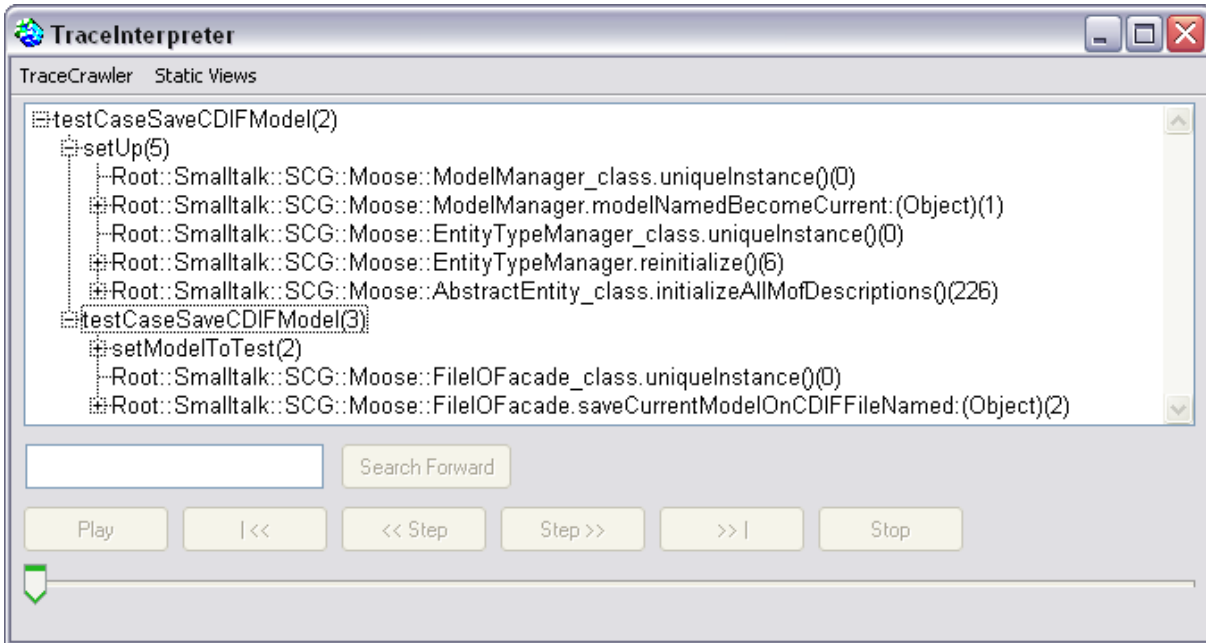 TraceInterpreter
TraceCrawler Static Views
testCaseSaveCDIFModel(2)
setUp(5)
Root::Smalltalk::SCG::Moose::ModelManager_class.uniqueInstance()(0)
Root::Smalltalk::SCG::Moose::ModelManager.modelNamedBecomeCurrent:(Object)(1)
Root::Smalltalk::SCG::Moose::EntityTypeManager_class.uniqueInstance()(0)
Root::Smalltalk::SCG::Moose::EntityTypeManager.reinitialize()(6)
Root::Smalltalk::SCG::Moose::AbstractEntity_class.initializeAllMofDescriptions()(226)
testCaseSaveCDIFModel(3)
setModelToTest(2)
Root::Smalltalk::SCG::Moose::FileIOFacade_class.uniqueInstance()(0)
Root::Smalltalk::SCG::Moose::FileIOFacade.saveCurrentModelOnCDIFFileNamed:(Object)(2)
Search Forward
Play |<< << Step Step >> >> | Stop